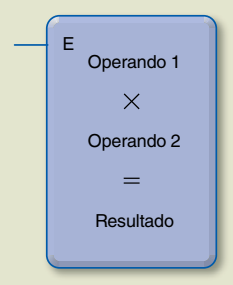 E
Operando 1
×
Operando 2
=
Resultado